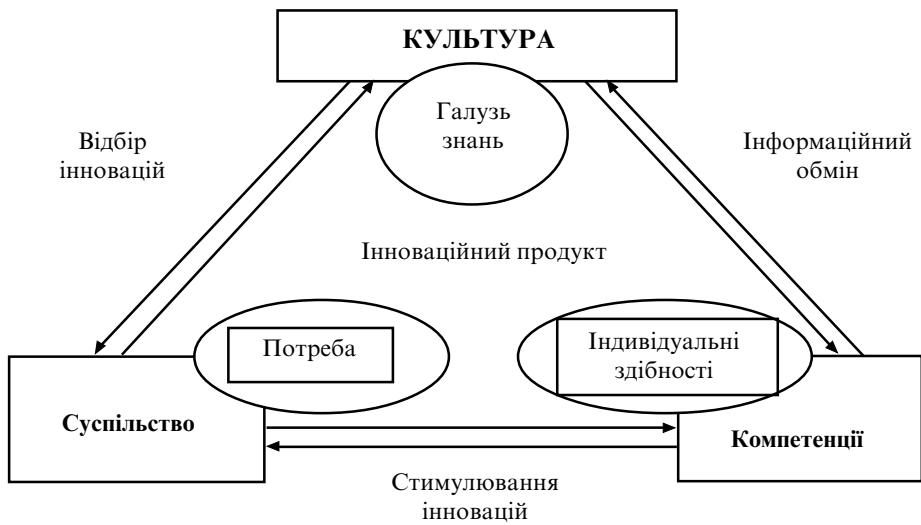 КУЛЬТУРА
Галузь
знань
Відбір
інновацій
Інформаційний
обмін
Інноваційний продукт
Потреба
Індивідуальні
здібності
Суспільство
Компетенції
Стимулювання
інновацій